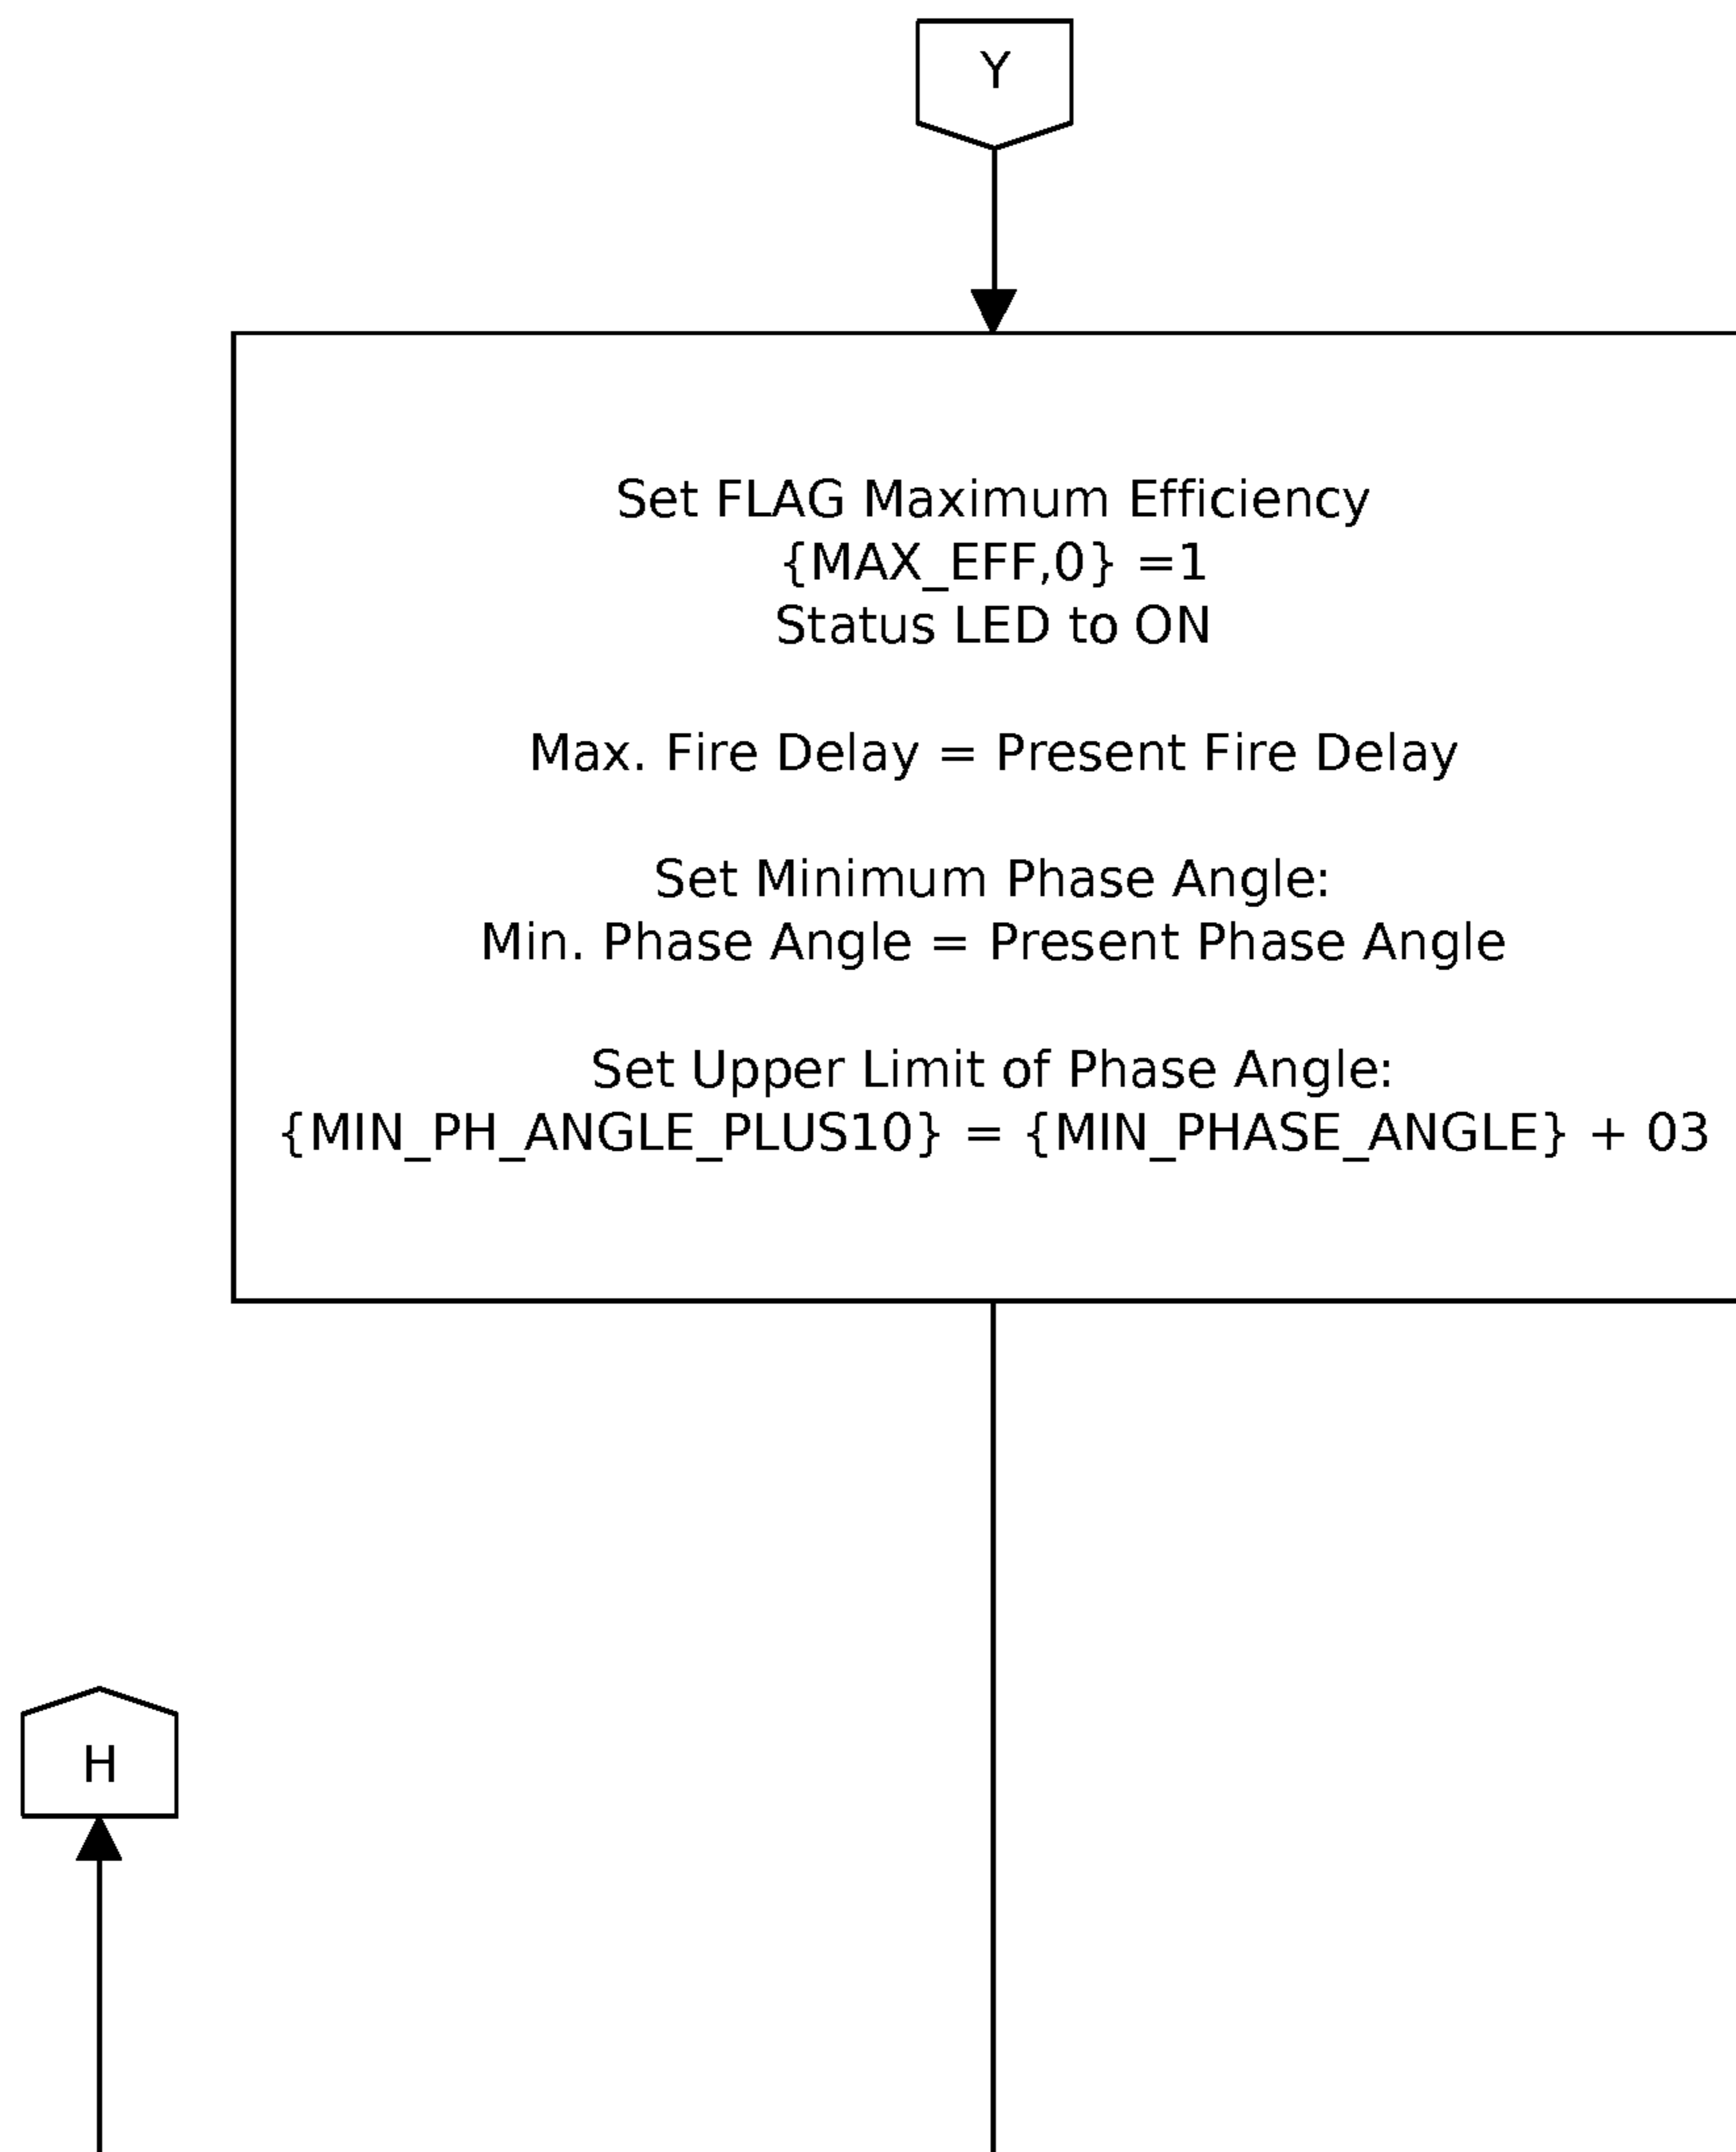 Y
Set FLAG Maximum Efficiency
{MAX_EFF,0} =1
Status LED to ON
Max. Fire Delay = Present Fire Delay
Set Minimum Phase Angle:
Min. Phase Angle = Present Phase Angle
Set Upper Limit of Phase Angle:
{MIN_PH_ANGLE_PLUS10} = {MIN_PHASE_ANGLE} + 03
H